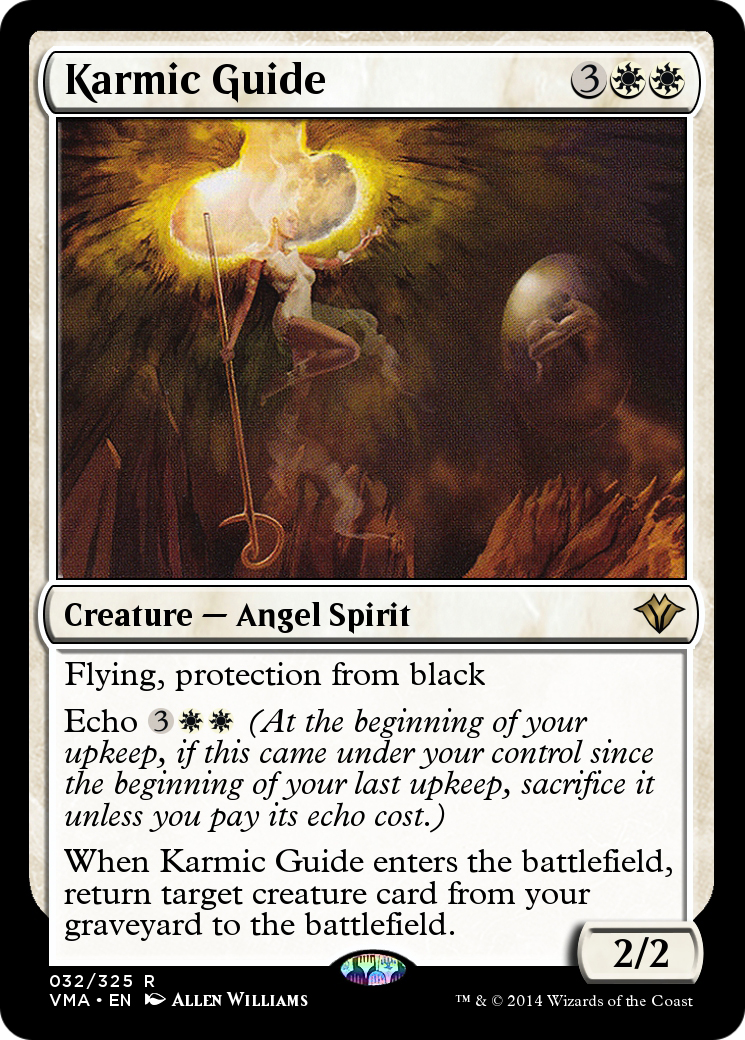 Karmic Guide 3
Creature — Angel Spirit
Flying, protection from black
Echo 3 (At the beginning of your
upkeep, if this came under your control since
the beginning of your last upkeep, sacrifice it
unless you pay its echo cost.)
When Karmic Guide enters the battlefield,
return target creature card from your
graveyard to the battlefield.
2/2
032/325 R
VMA • EN ALLEN WILLIAMS
™ & © 2014 Wizards of the Coast